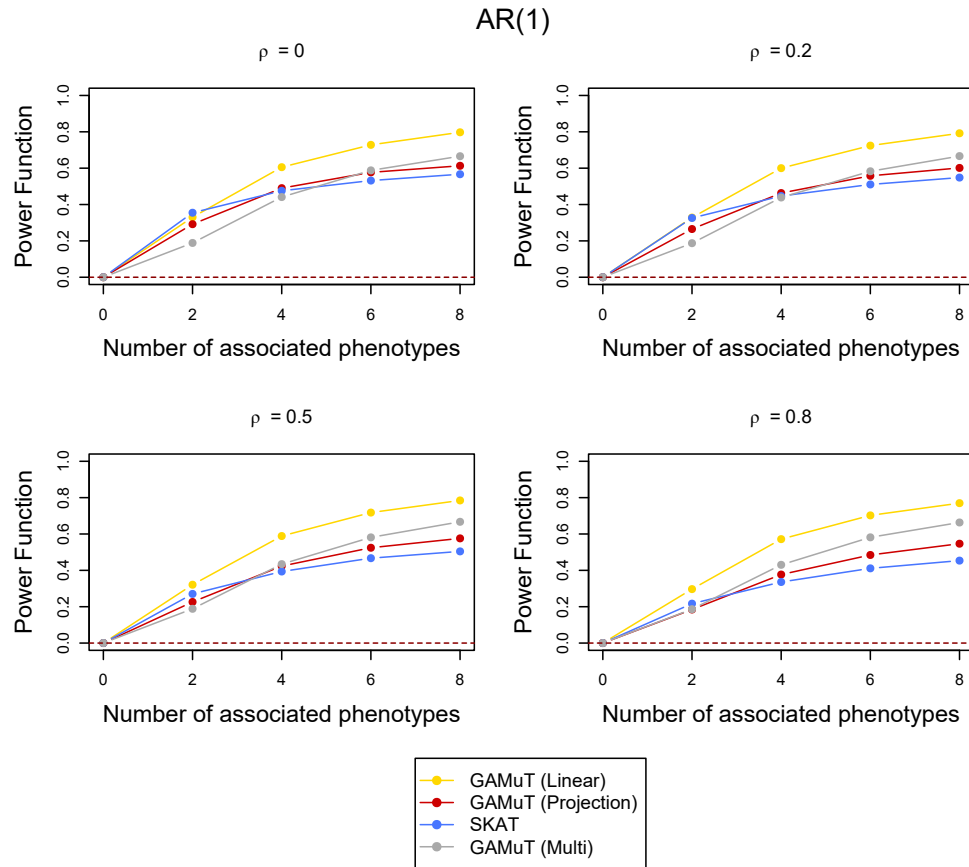 AR(1)
ρ = 0
Power Function
1.0
0.8
0.6
0.4
0.2
0.0
0 2 4 6 8
Number of associated phenotypes
ρ = 0.2
Power Function
1.0
0.8
0.6
0.4
0.2
0.0
0 2 4 6 8
Number of associated phenotypes
ρ = 0.5
Power Function
1.0
0.8
0.6
0.4
0.2
0.0
0 2 4 6 8
Number of associated phenotypes
ρ = 0.8
Power Function
1.0
0.8
0.6
0.4
0.2
0.0
0 2 4 6 8
Number of associated phenotypes
GAMuT (Linear)
GAMuT (Projection)
SKAT
GAMuT (Multi)